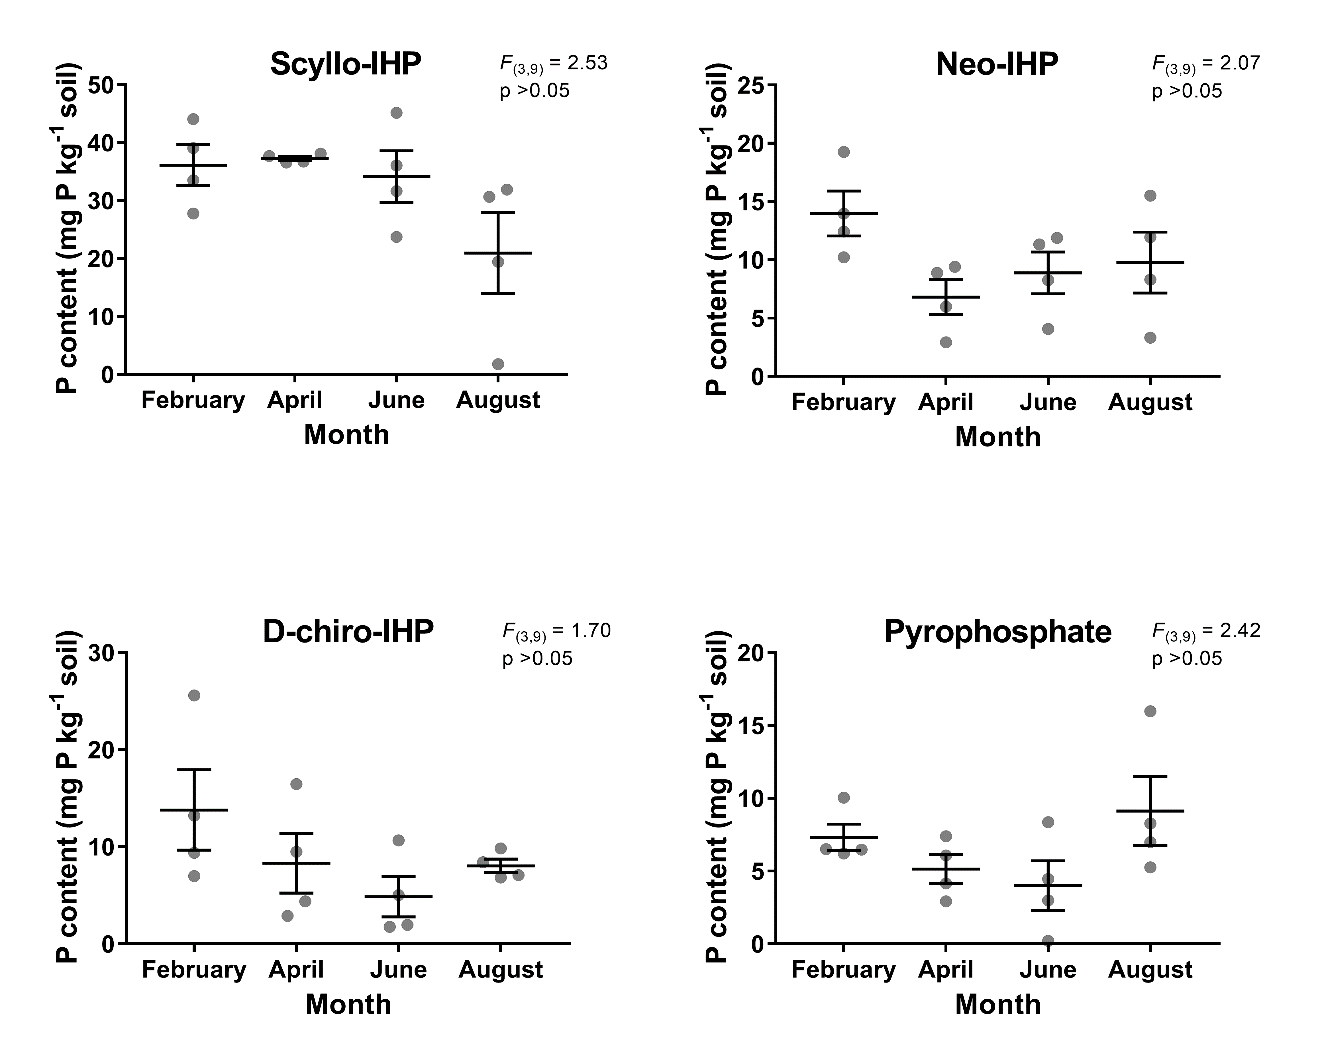 Scyllo-IHP
F(3,9) = 2.53
p >0.05
P content (mg P kg-1 soil)
50
40
30
20
10
0
February April June August
Month
Neo-IHP
F(3,9) = 2.07
p >0.05
P content (mg P kg-1 soil)
25
20
15
10
5
0
February April June August
Month
D-chiro-IHP
F(3,9) = 1.70
p >0.05
P content (mg P kg-1 soil)
30
20
10
0
February April June August
Month
Pyrophosphate
F(3,9) = 2.42
p >0.05
P content (mg P kg-1 soil)
20
15
10
5
0
February April June August
Month